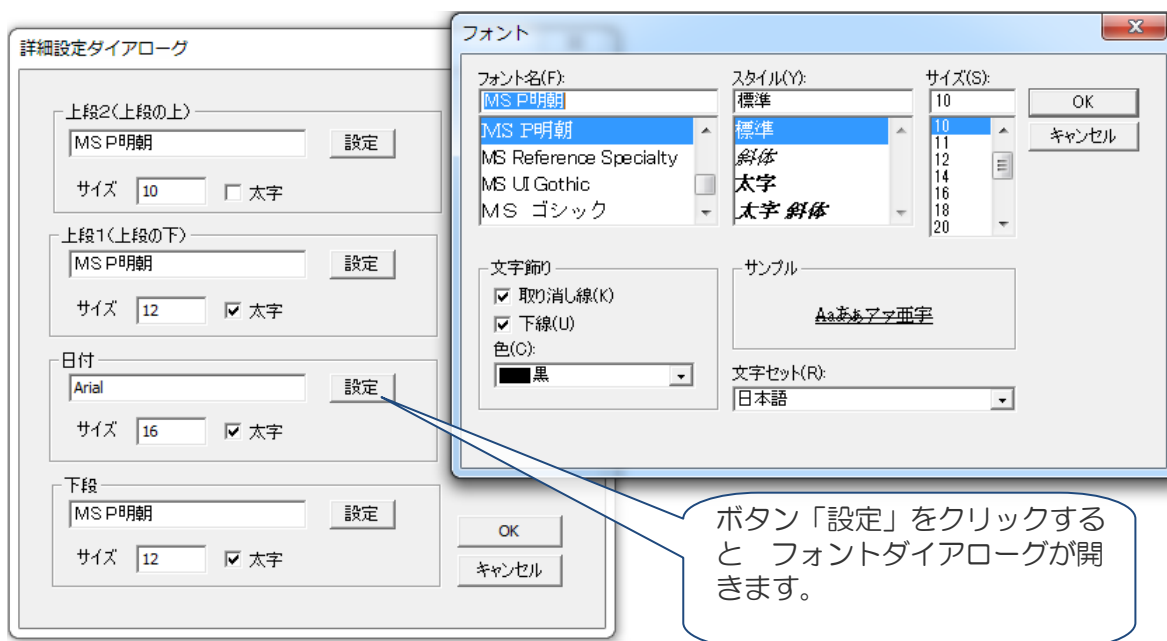 詳細設定ダイアローグ
上段2(上段の上)
MS P明朝
設定
サイズ 10 太字
上段1(上段の下)
MS P明朝
設定
サイズ 12 太字
日付
Arial
設定
サイズ 16 太字
下段
MS P明朝
設定
サイズ 12 太字
OK
キャンセル
フォント
フォント名(F):
MS P明朝
MS P明朝
MS Reference Specialty
MS UI Gothic
MS ゴシック
スタイル(Y):
標準
標準
斜体
太字
太字 斜体
サイズ(S):
10
10
11
12
14
16
18
20
OK
キャンセル
文字飾り
取り消し線(K)
下線(U)
色(C):
黒
サンプル
Aaあぁアァ亜宇
文字セット(R):
日本語
ボタン「設定」をクリックする
と　フォントダイアローグが開
きます。